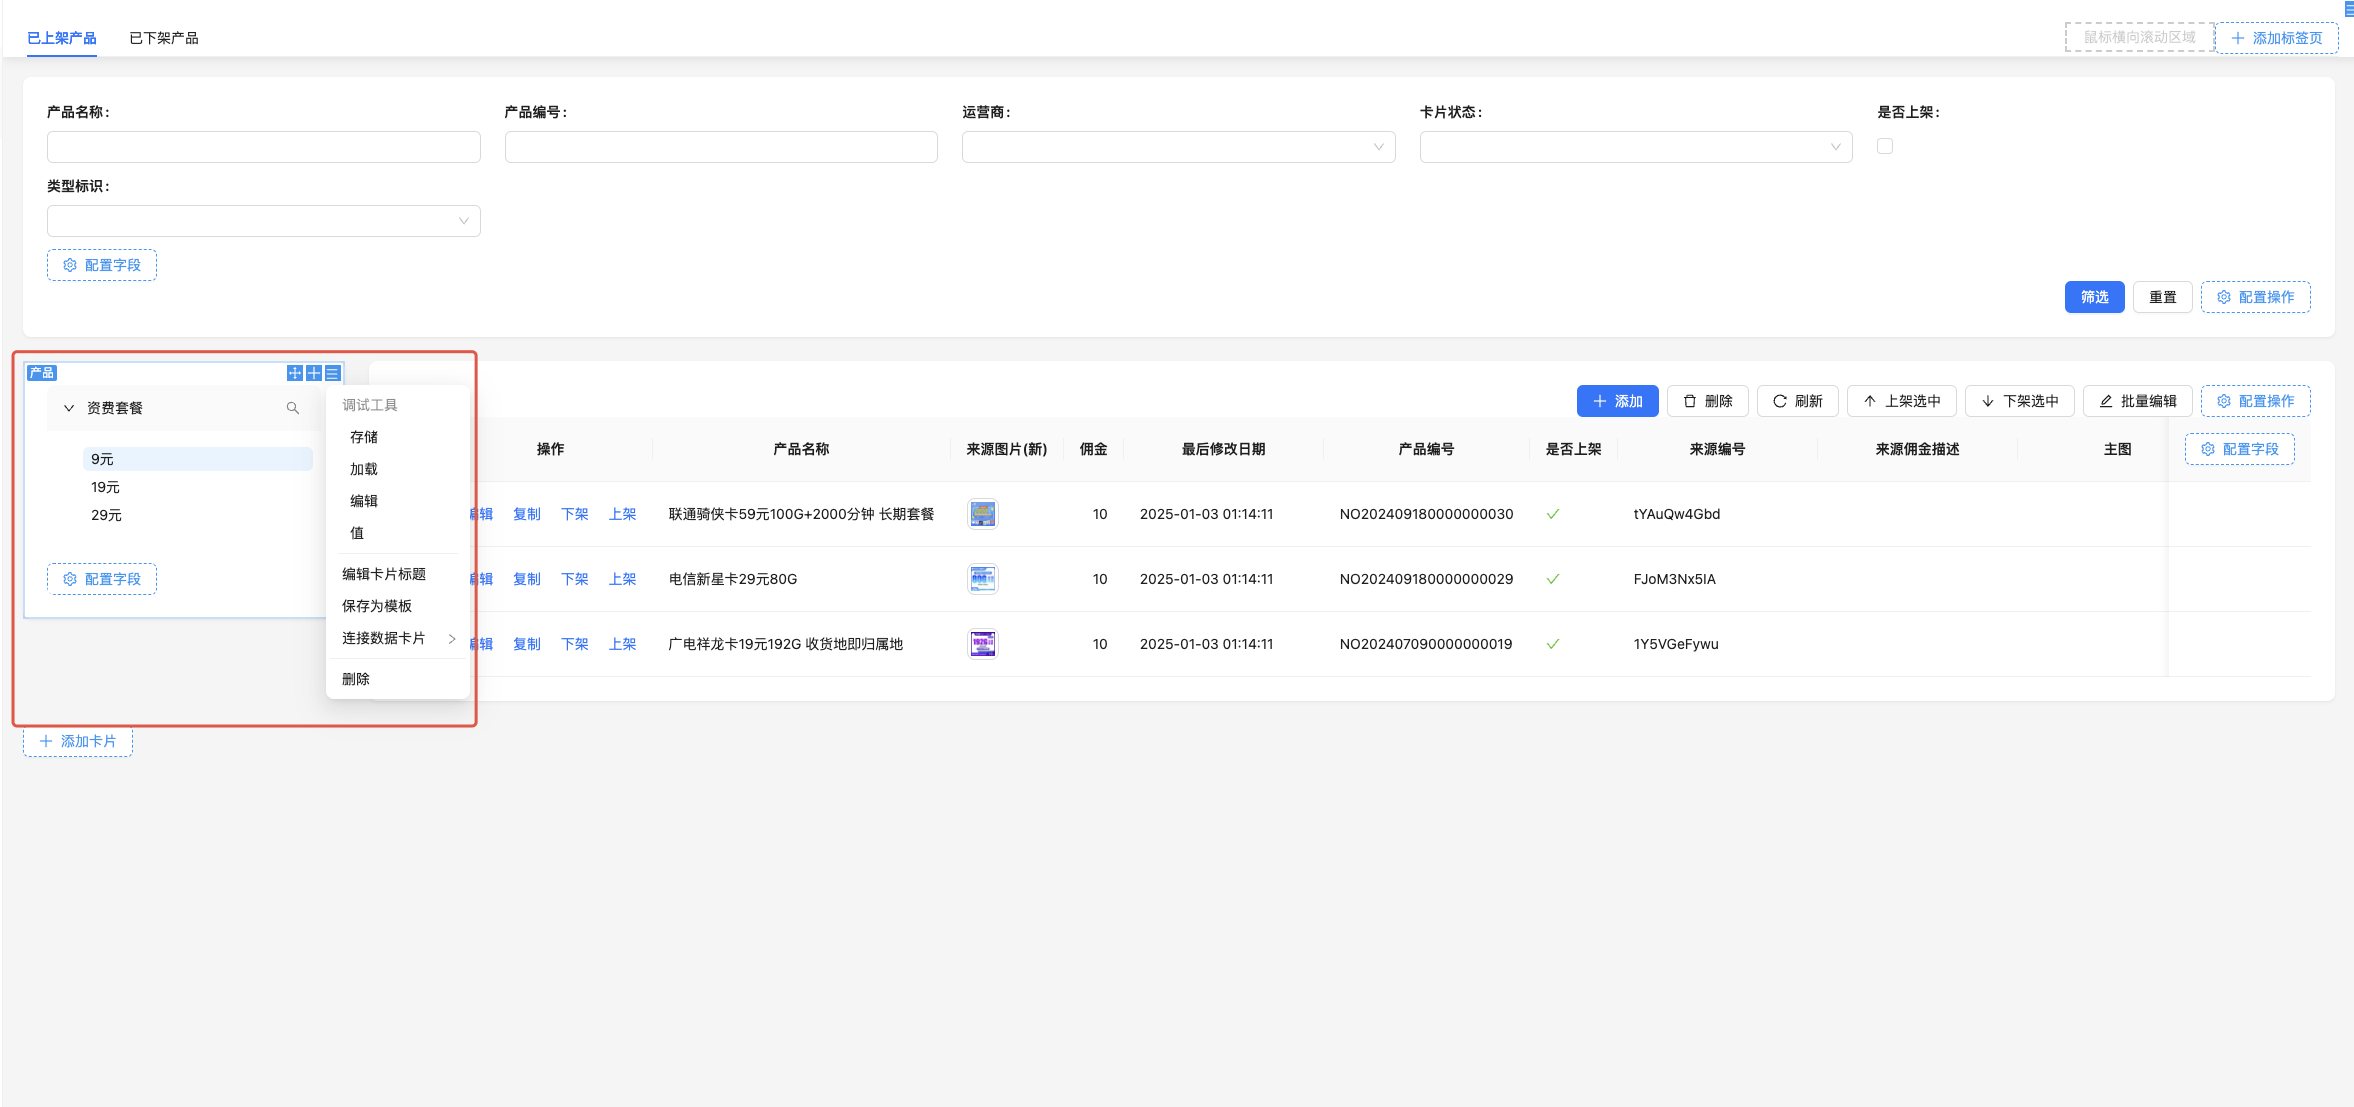 已上架产品 已下架产品 鼠标横向滚动区域 添加标签页
产品名称: 产品编号: 运营商: 卡片状态: 是否上架:
类型标识:
配置字段
筛选 重置 配置操作
产品
资费套餐
9元
19元
29元
配置字段
调试工具
存储
加载
编辑
值
编辑卡片标题
保存为模板
连接数据卡片
删除
添加 删除 刷新 上架选中 下架选中 批量编辑 配置操作
操作 产品名称 来源图片(新) 佣金 最后修改日期 产品编号 是否上架 来源编号 来源佣金描述 主图 配置字段
编辑 复制 下架 上架 联通骑侠卡59元100G+2000分钟 长期套餐 10 2025-01-03 01:14:11 NO202409180000000030 tYAuQw4Gbd
编辑 复制 下架 上架 电信新星卡29元80G 10 2025-01-03 01:14:11 NO202409180000000029 FJoM3Nx5lA
编辑 复制 下架 上架 广电祥龙卡19元192G 收货地即归属地 192G 10 2025-01-03 01:14:11 NO202407090000000019 1Y5VGeFywu
添加卡片